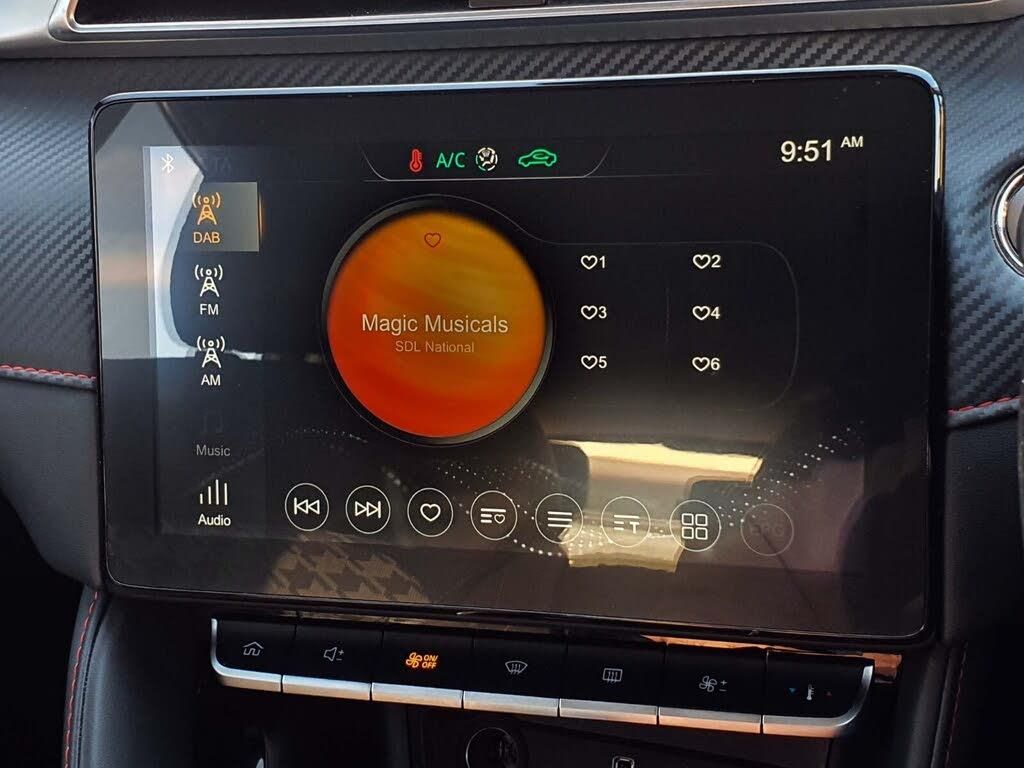 A/C
9:51 AM
DAB
FM
AM
Music
Audio
Magic Musicals
SDL National
1
2
3
4
5
6
T
ON/
OFF